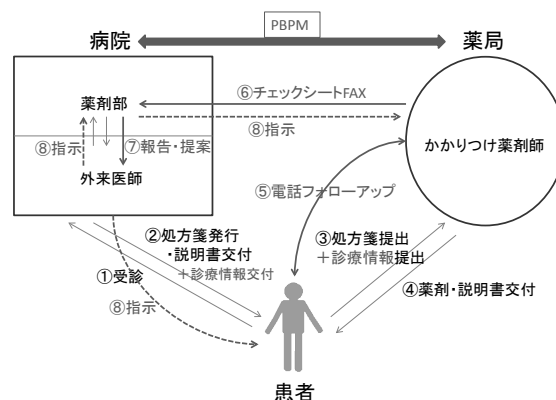 PBPM
病院
薬局
薬剤部
⑧指示
⑦報告・提案
外来医師
⑥チェックシートFAX
⑧指示
かかりつけ薬剤師
⑤電話フォローアップ
②処方箋発行
・説明書交付
＋診療情報交付
①受診
⑧指示
③処方箋提出
＋診療情報提出
④薬剤・説明書交付
患者